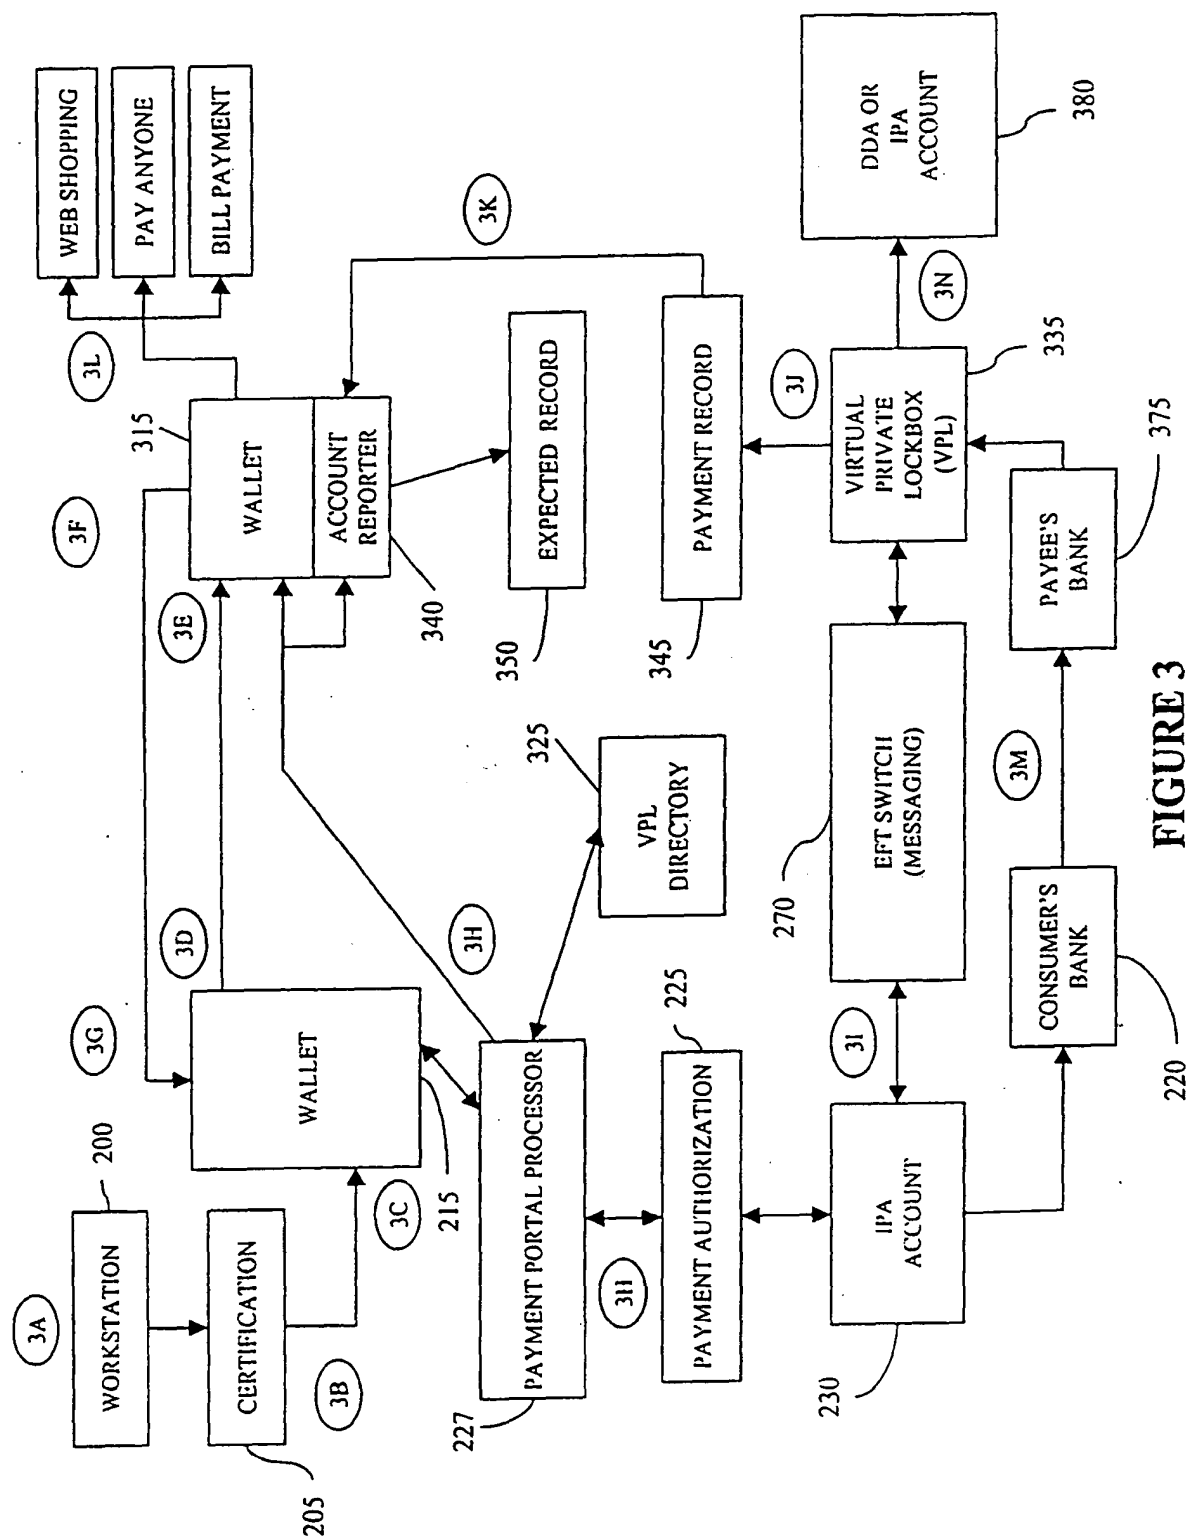 3A
WORKSTATION
200
CERTIFICATION
205
3B
3C
3G
WALLET
215
3D
3E
3F
WALLET
315
ACCOUNT
REPORTER
340
3L
WEB SHOPPING
PAY ANYONE
BILL PAYMENT
PAYMENT PORTAL PROCESSOR
227
3H
VPL
DIRECTORY
325
EXPECTED RECORD
350
3K
3H
PAYMENT AUTHORIZATION
225
PAYMENT RECORD
345
IPA
ACCOUNT
230
3I
EFT SWITCH
(MESSAGING)
270
3J
VIRTUAL
PRIVATE
LOCKBOX
(VPL)
335
3N
DDA OR
IPA
ACCOUNT
380
CONSUMER'S
BANK
220
3M
PAYEE'S
BANK
375
FIGURE 3